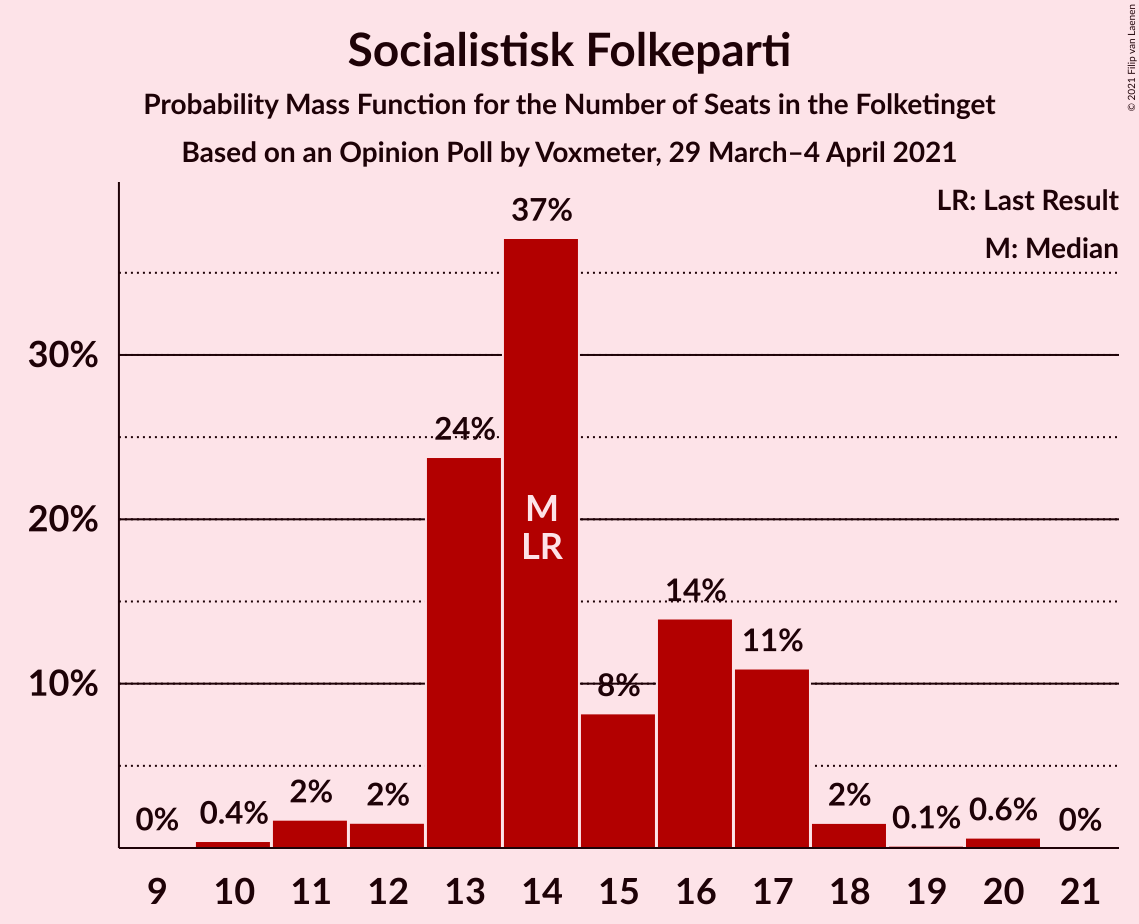 Socialistisk Folkeparti
Probability Mass Function for the Number of Seats in the Folketinget
Based on an Opinion Poll by Voxmeter, 29 March–4 April 2021
© 2021 Filip van Laenen
LR: Last Result
M: Median
30%
20%
10%
0%
0.4%
2%
2%
24%
37%
M
LR
8%
14%
11%
2%
0.1%
0.6%
0%
9 10 11 12 13 14 15 16 17 18 19 20 21